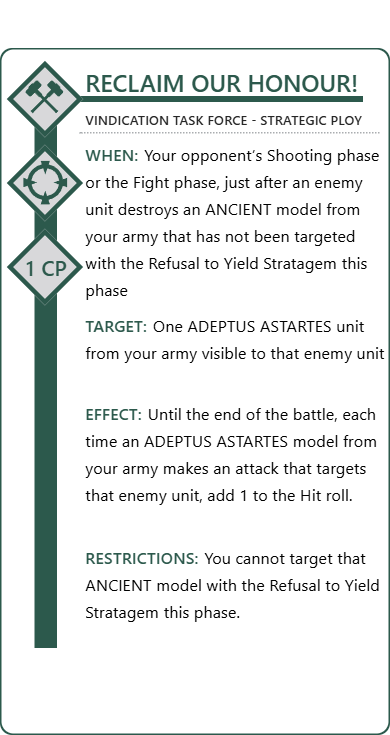 RECLAIM OUR HONOUR!
VINDICATION TASK FORCE - STRATEGIC PLOY
WHEN: Your opponent's Shooting phase
or the Fight phase, just after an enemy
unit destroys an ANCIENT model from
your army that has not been targeted
with the Refusal to Yield Stratagem this
phase
1 CP
TARGET: One ADEPTUS ASTARTES unit
from your army visible to that enemy unit
EFFECT: Until the end of the battle, each
time an ADEPTUS ASTARTES model from
your army makes an attack that targets
that enemy unit, add 1 to the Hit roll.
RESTRICTIONS: You cannot target that
ANCIENT model with the Refusal to Yield
Stratagem this phase.